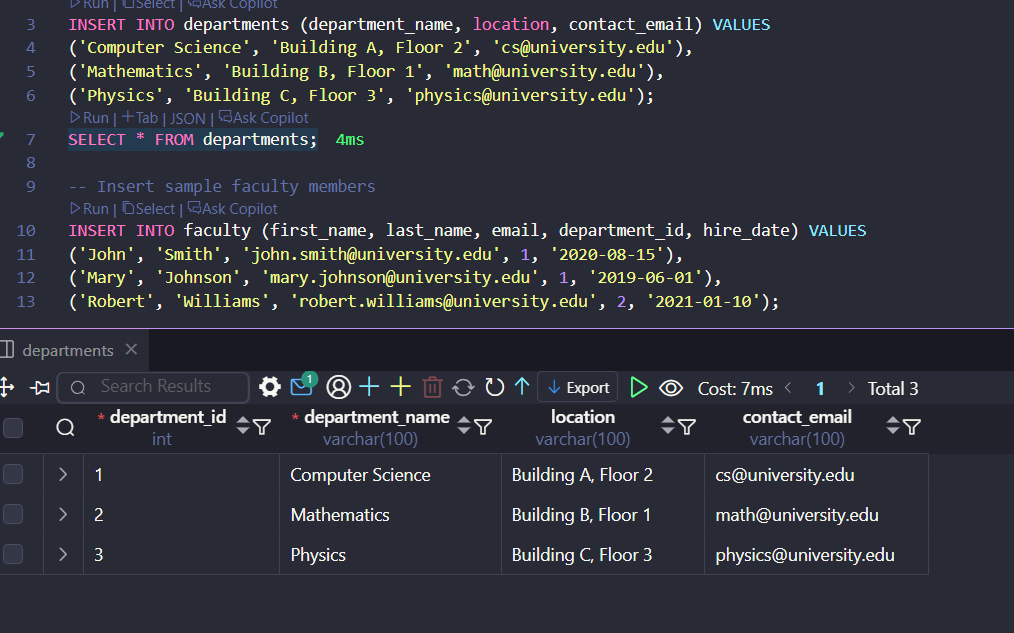 Run | Select | Ask Copilot
3 INSERT INTO departments (department_name, location, contact_email) VALUES
4 ('Computer Science', 'Building A, Floor 2', 'cs@university.edu'),
5 ('Mathematics', 'Building B, Floor 1', 'math@university.edu'),
6 ('Physics', 'Building C, Floor 3', 'physics@university.edu');
Run | +Tab | JSON | Ask Copilot
7 SELECT * FROM departments; 4ms
8
9 -- Insert sample faculty members
Run | Select | Ask Copilot
10 INSERT INTO faculty (first_name, last_name, email, department_id, hire_date) VALUES
11 ('John', 'Smith', 'john.smith@university.edu', 1, '2020-08-15'),
12 ('Mary', 'Johnson', 'mary.johnson@university.edu', 1, '2019-06-01'),
13 ('Robert', 'Williams', 'robert.williams@university.edu', 2, '2021-01-10');
departments
Search Results 1 Export Cost: 7ms < 1 > Total 3
* department_id * department_name location contact_email
int varchar(100) varchar(100) varchar(100)
1 Computer Science Building A, Floor 2 cs@university.edu
2 Mathematics Building B, Floor 1 math@university.edu
3 Physics Building C, Floor 3 physics@university.edu